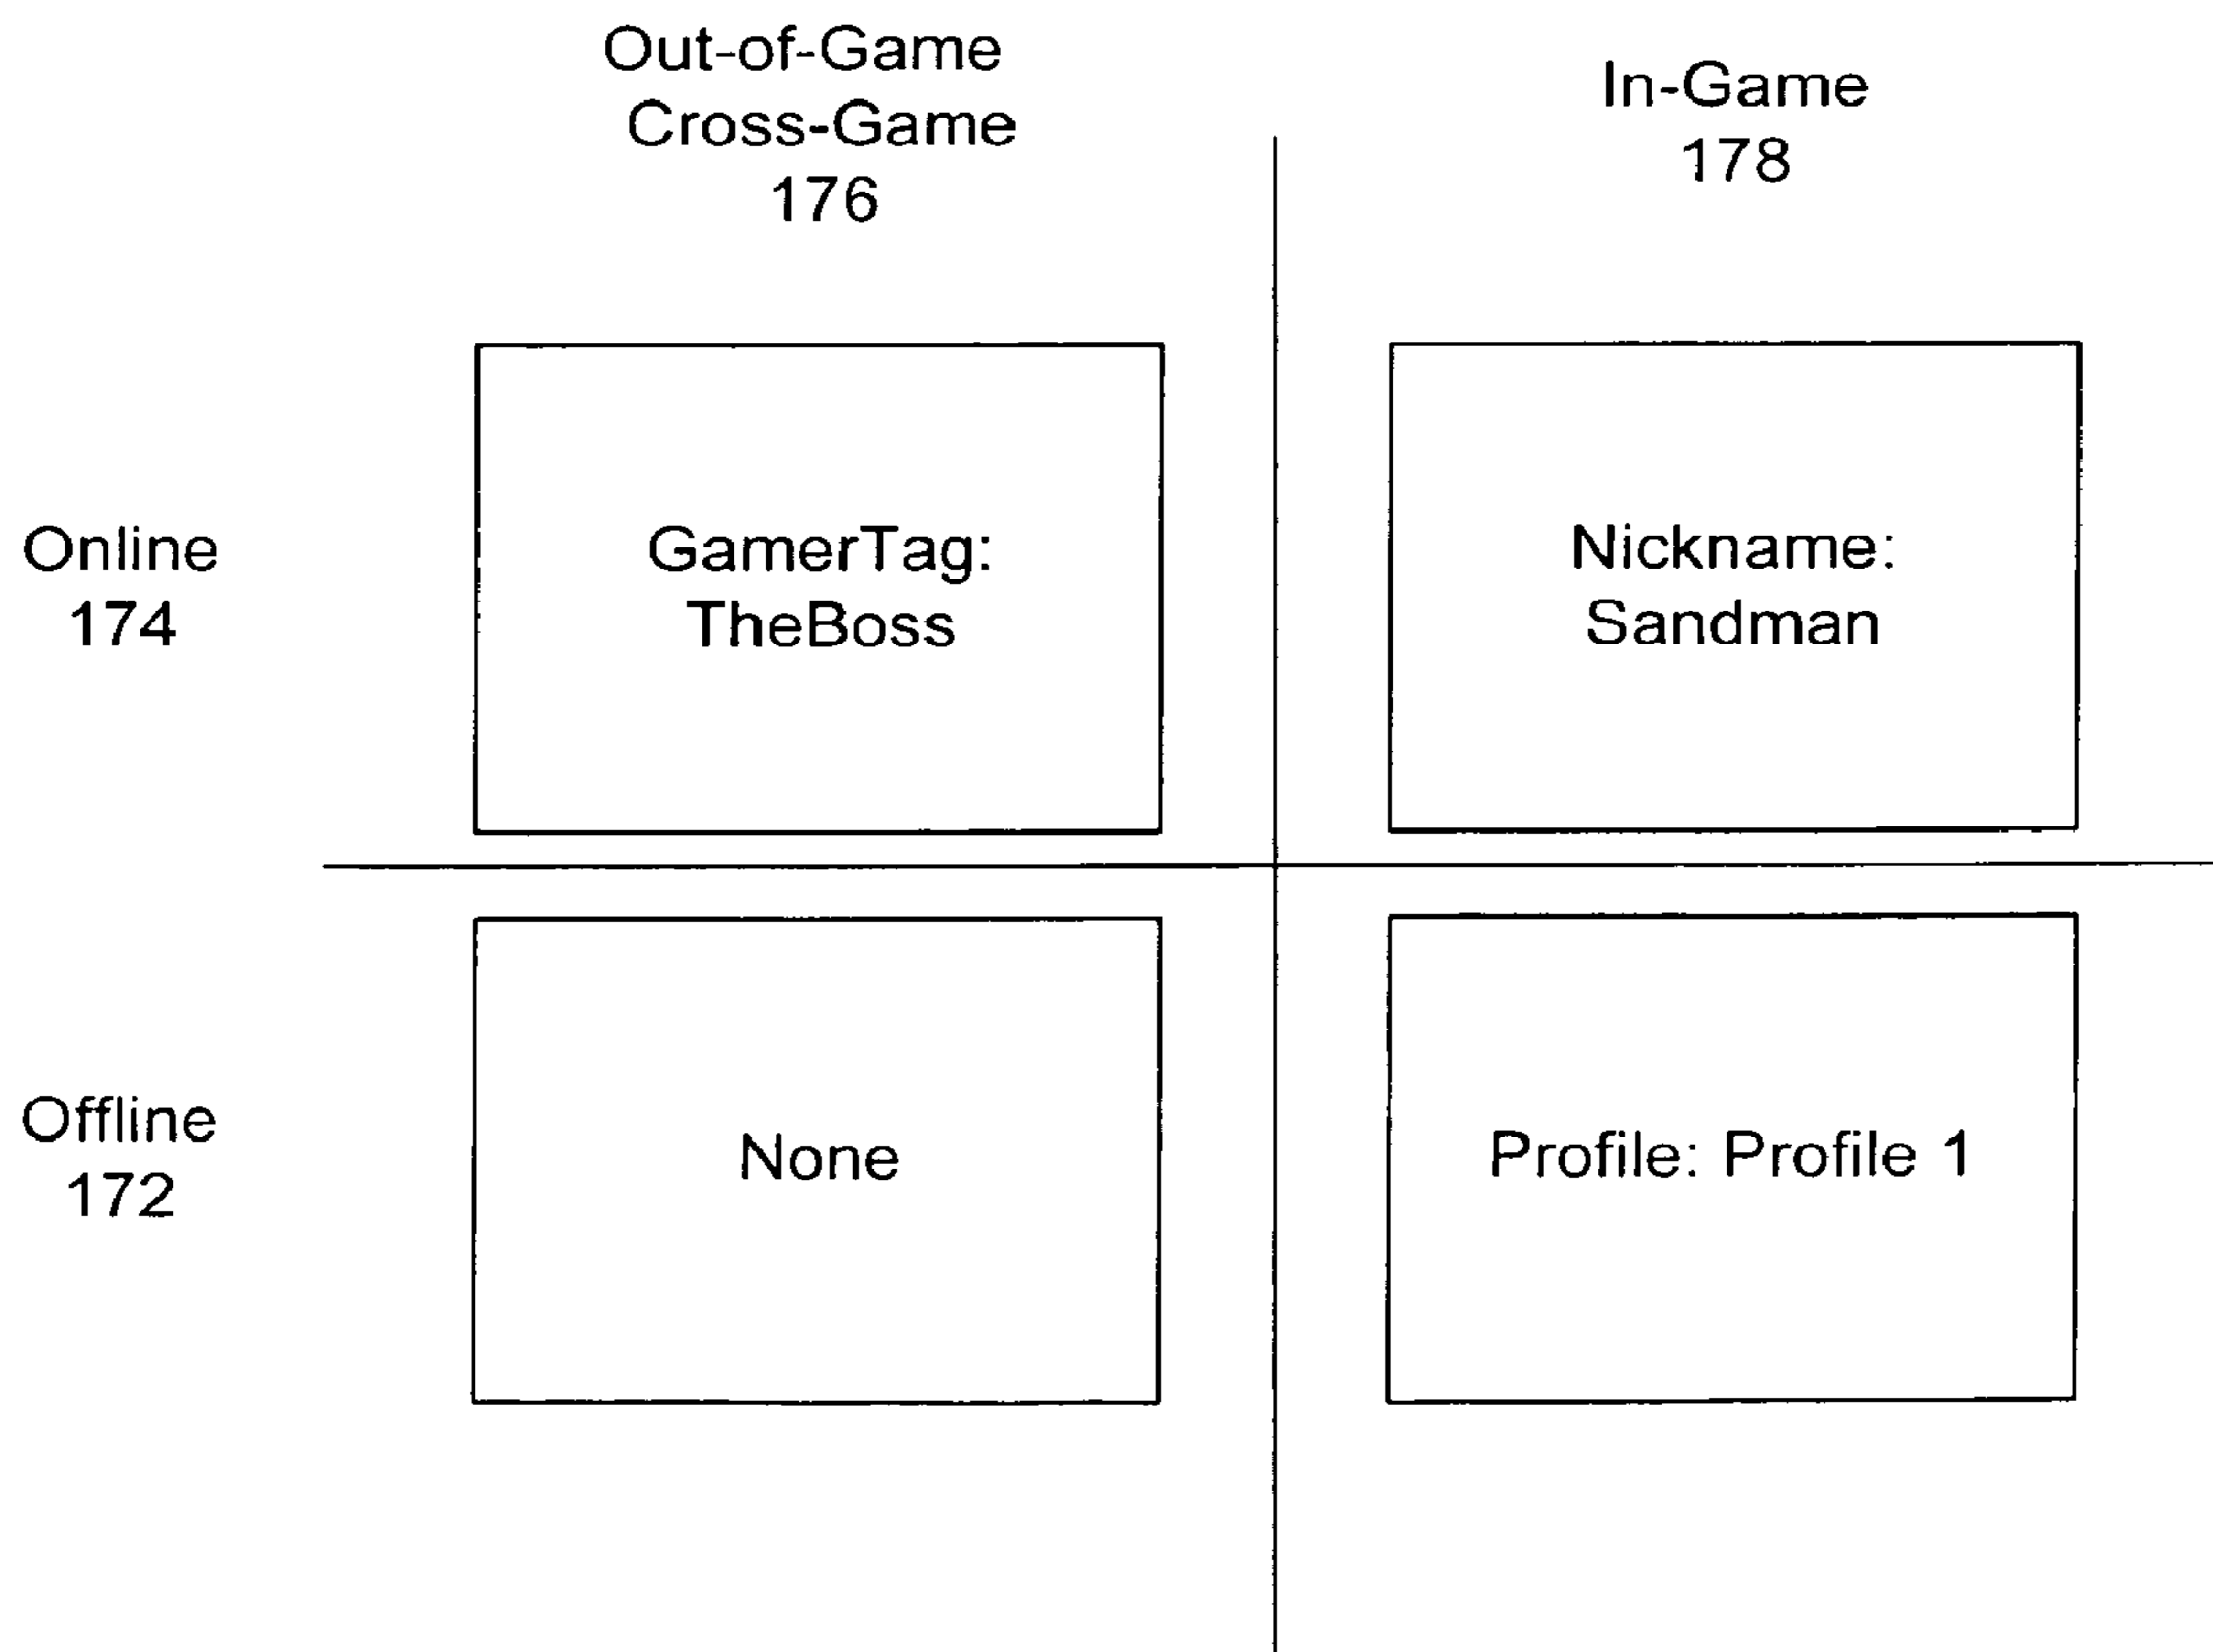 Out-of-Game
Cross-Game
176
In-Game
178
Online
174
GamerTag:
TheBoss
Nickname:
Sandman
Offline
172
None
Profile: Profile 1